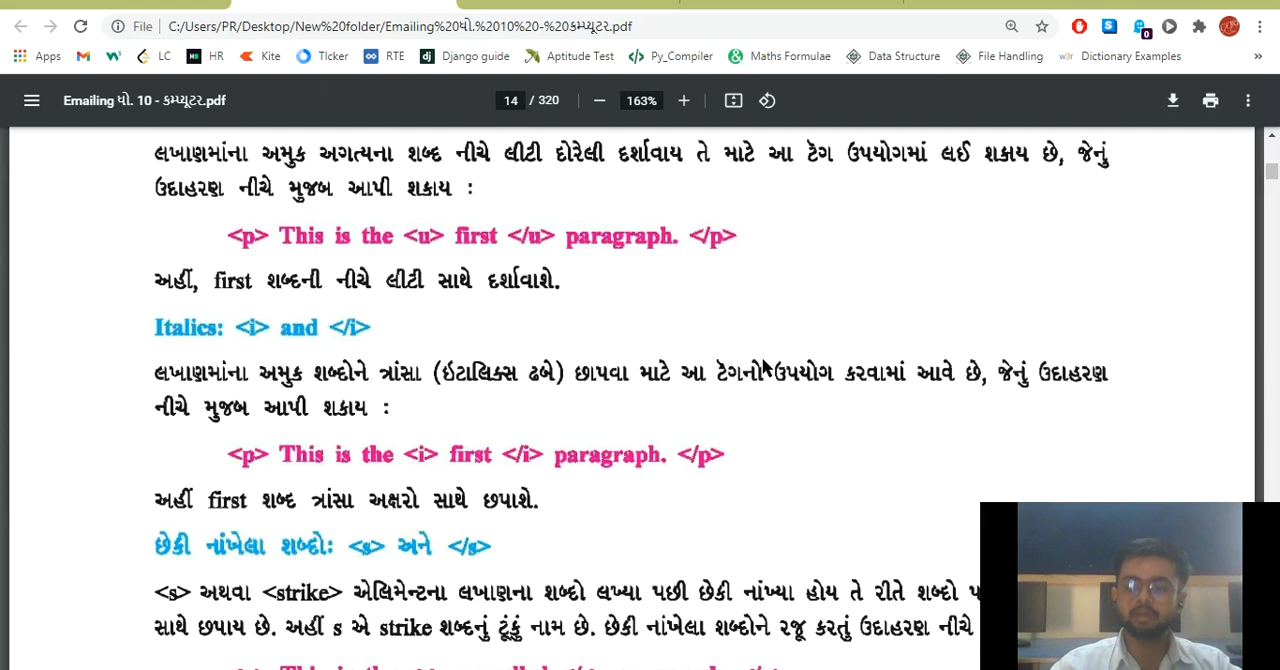 File C:/Users/PR/Desktop/New%20folder/Emailing%20ધો.%2010%20-%20કમ્પ્યૂટર.pdf
0
Apps LC HR Kite TIcker RTE Django guide Aptitude Test Py_Compiler Maths Formulae Data Structure File Handling Dictionary Examples »
Emailing ધો. 10 - કમ્પ્યૂટર.pdf 14 / 320 163%
લખાણમાંના અમુક અગત્યના શબ્દ નીચે લીટી દોરેલી દર્શાવાય તે માટે આ ટૅગ ઉપયોગમાં લઈ શકાય છે, જેનું
ઉદાહરણ નીચે મુજબ આપી શકાય :
<p> This is the <u> first </u> paragraph. </p>
અહીં, first શબ્દની નીચે લીટી સાથે દર્શાવાશે.
Italics: <i> and </i>
લખાણમાંના અમુક શબ્દોને ત્રાંસા (ઇટાલિક્સ ઢબે) છાપવા માટે આ ટૅગનો ઉપયોગ કરવામાં આવે છે, જેનું ઉદાહરણ
નીચે મુજબ આપી શકાય :
<p> This is the <i> first </i> paragraph. </p>
અહીં first શબ્દ ત્રાંસા અક્ષરો સાથે છપાશે.
છેકી નાંખેલા શબ્દોઃ <s> અને </s>
<s> અથવા <strike> એલિમેન્ટના લખાણના શબ્દો લખ્યા પછી છેકી નાંખ્યા હોય તે રીતે શબ્દો
સાથે છપાય છે. અહીં s એ strike શબ્દનું ટૂંકું નામ છે. છેકી નાંખેલા શબ્દોને રજૂ કરતું ઉદાહરણ નીચે
This is the